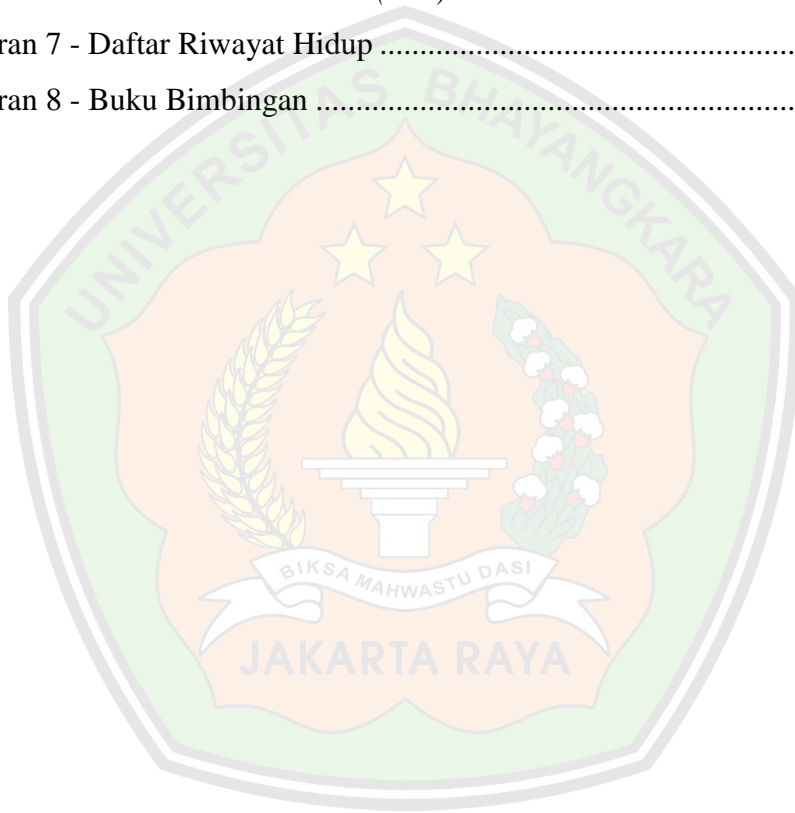 ran 7 - Daftar Riwayat Hidup ....................................................................
ran 8 - Buku Bimbingan ...............................................................................
UNIVERSITAS BHAYANGKARA
BIKSA MAHWASTU DASI
JAKARTA RAYA